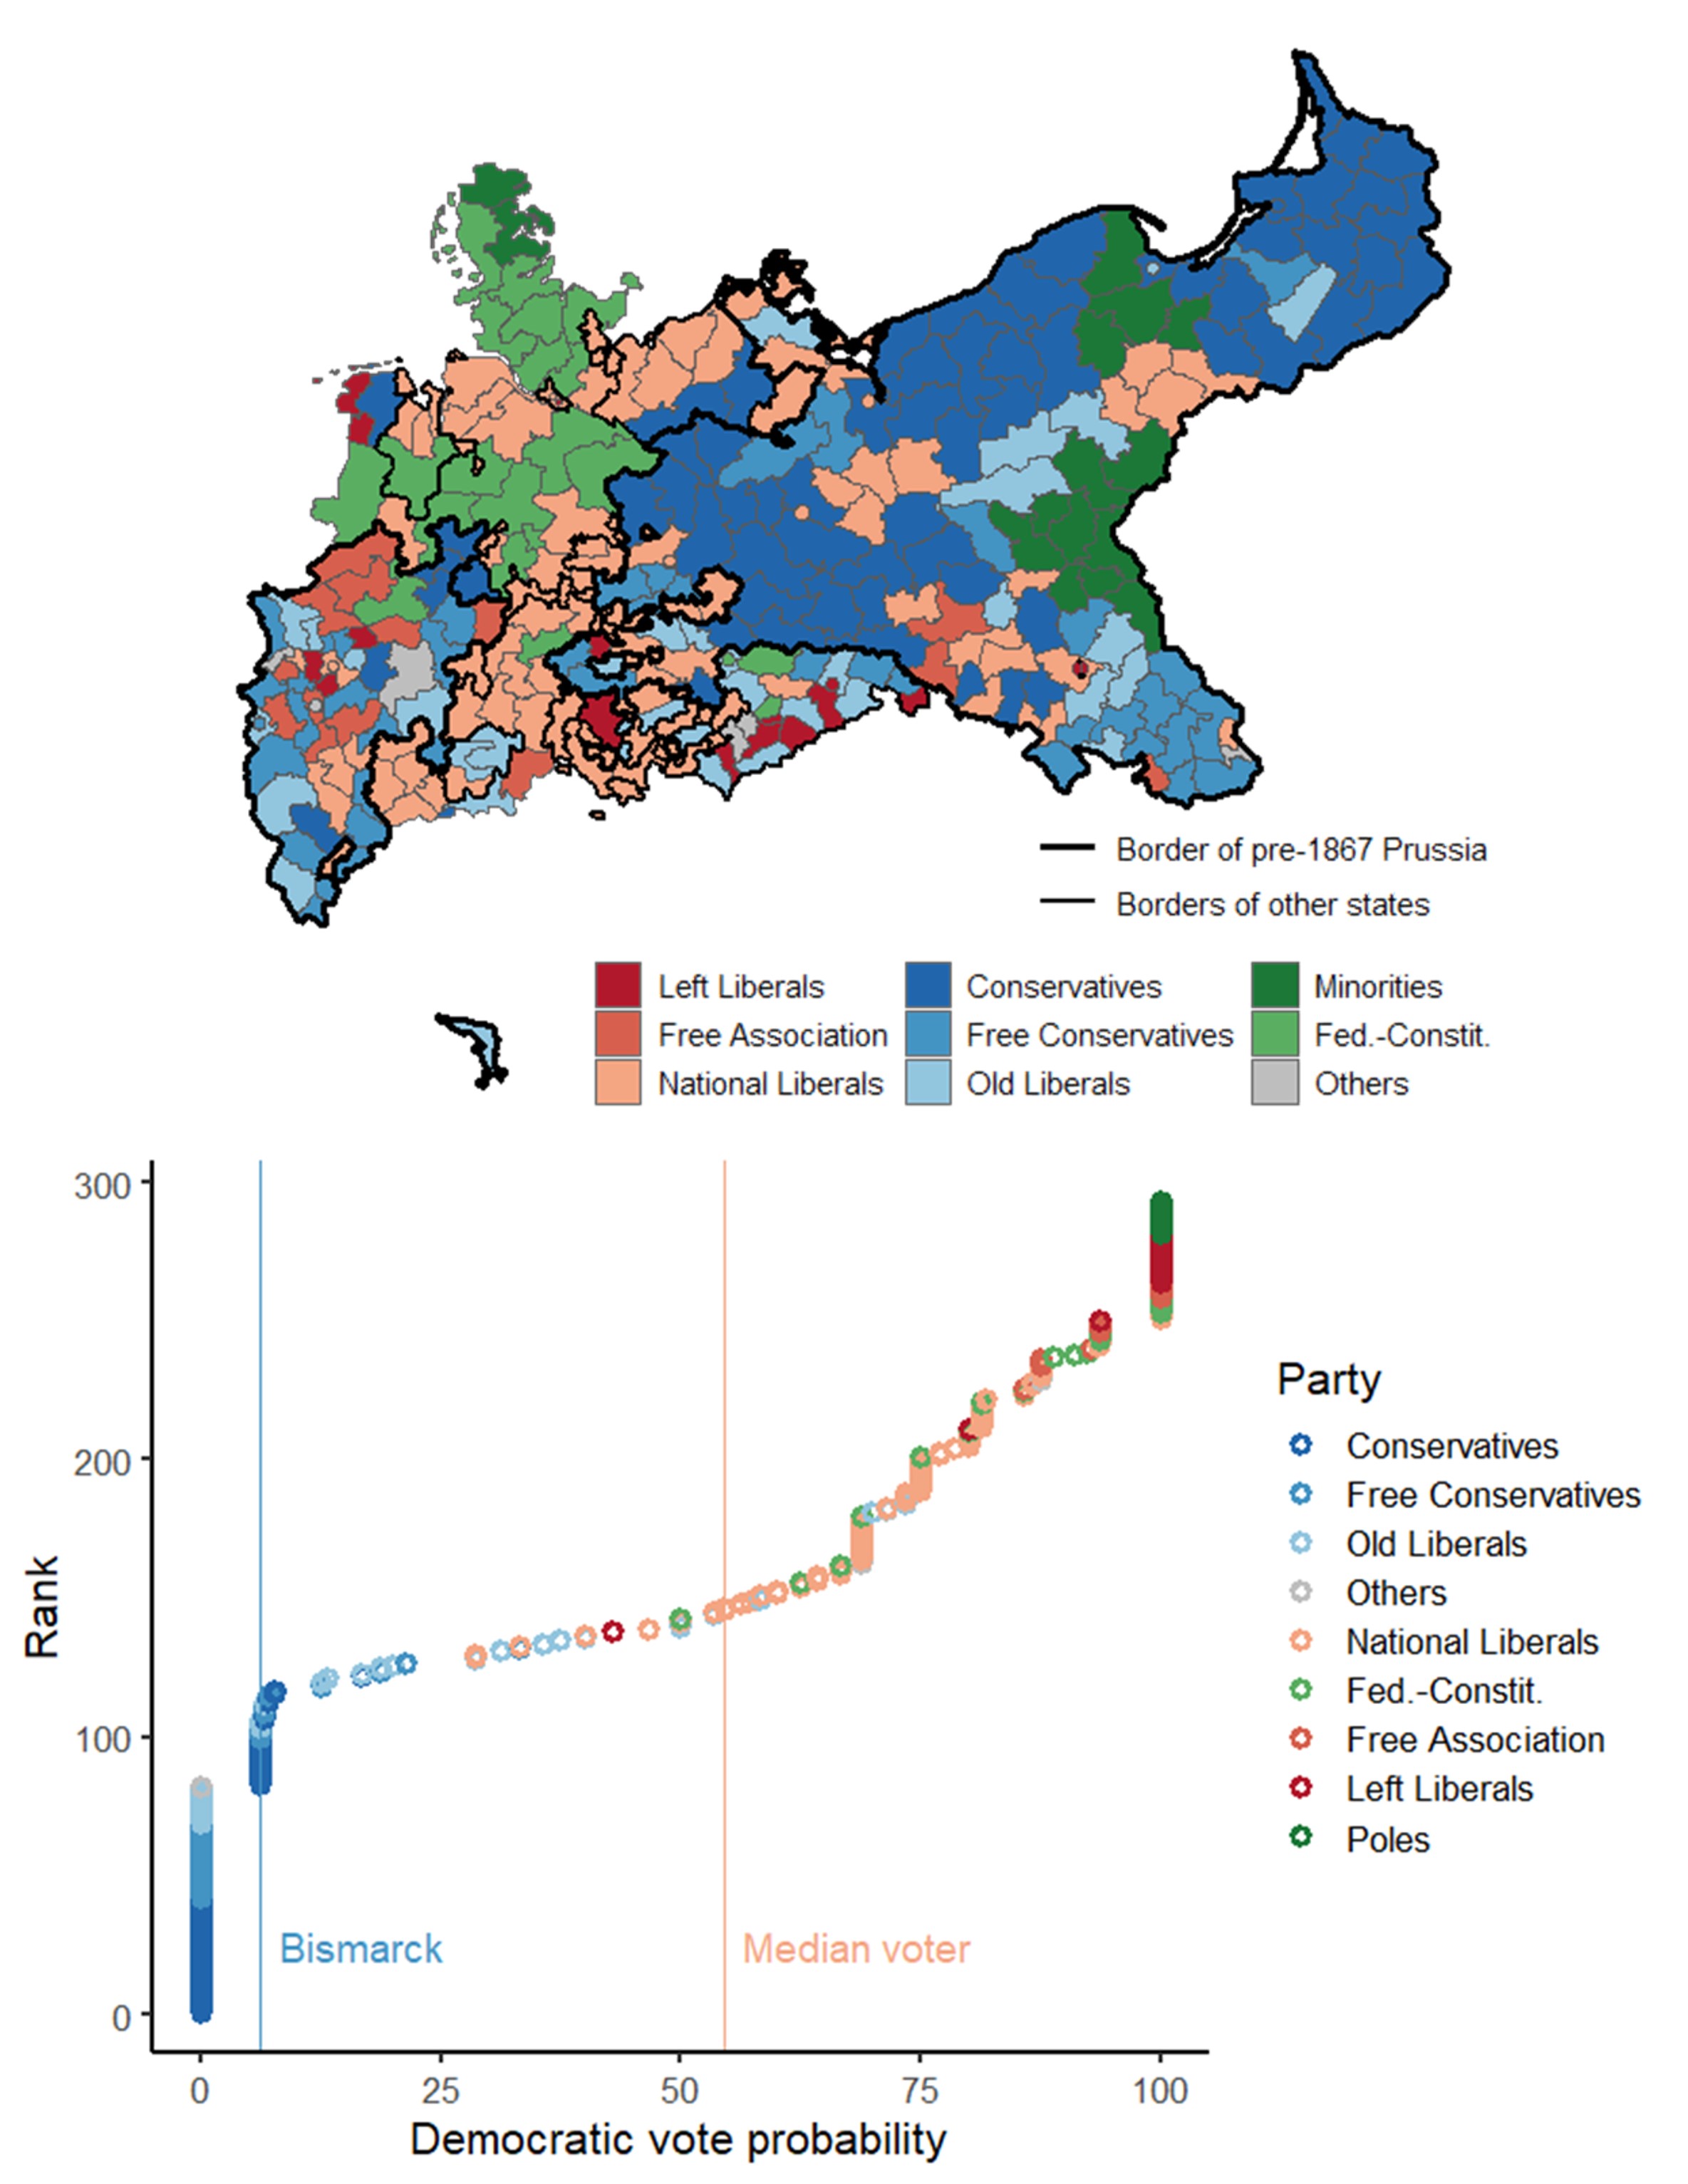 Border of pre-1867 Prussia
Borders of other states
Left Liberals
Conservatives
Minorities
Free Association
Free Conservatives
Fed.-Constit.
National Liberals
Old Liberals
Others
300
200
100
0
Rank
Bismarck
Median voter
0
25
50
75
100
Democratic vote probability
Party
Conservatives
Free Conservatives
Old Liberals
Others
National Liberals
Fed.-Constit.
Free Association
Left Liberals
Poles